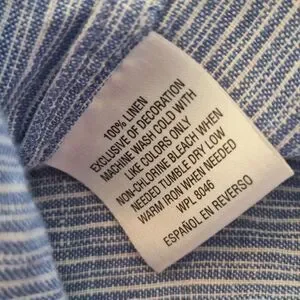 100% LINEN
EXCLUSIVE OF DECORATION
MACHINE WASH COLD WITH
LIKE COLORS ONLY
NON-CHLORINE BLEACH WHEN
NEEDED TUMBLE DRY LOW
WARM IRON WHEN NEEDED
WPL 8046
ESPAÑOL EN REVERSO